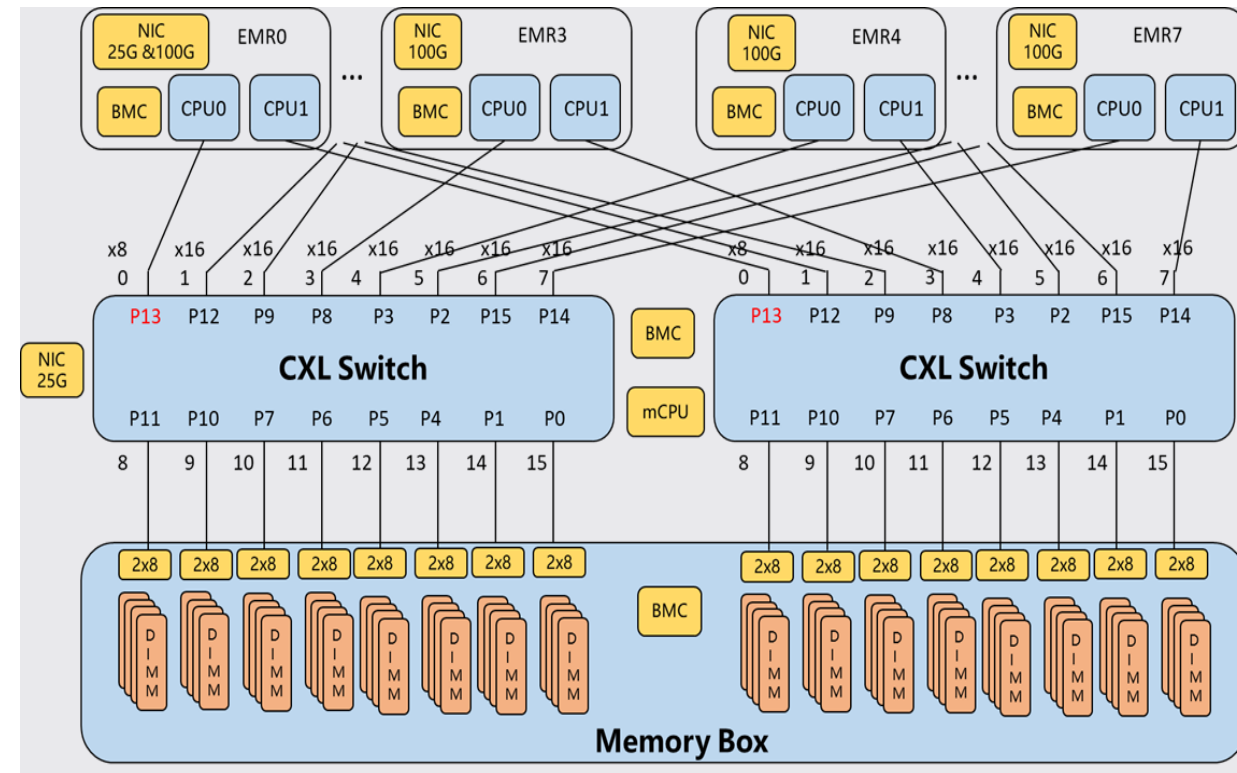 NIC
25G &100G
EMR0
BMC
CPU0
CPU1
...
NIC
100G
EMR3
BMC
CPU0
CPU1
NIC
100G
EMR4
BMC
CPU0
CPU1
...
NIC
100G
EMR7
BMC
CPU0
CPU1
x8 x16 x16 x16 x16 x16 x16 x16
0 1 2 3 4 5 6 7
P13 P12 P9 P8 P3 P2 P15 P14
CXL Switch
P11 P10 P7 P6 P5 P4 P1 P0
8 9 10 11 12 13 14 15
NIC
25G
BMC
mCPU
x8 x16 x16 x16 x16 x16 x16 x16
0 1 2 3 4 5 6 7
P13 P12 P9 P8 P3 P2 P15 P14
CXL Switch
P11 P10 P7 P6 P5 P4 P1 P0
8 9 10 11 12 13 14 15
2x8 2x8 2x8 2x8 2x8 2x8 2x8 2x8
DIMM DIMM DIMM DIMM DIMM DIMM DIMM DIMM
BMC
2x8 2x8 2x8 2x8 2x8 2x8 2x8 2x8
DIMM DIMM DIMM DIMM DIMM DIMM DIMM DIMM
Memory Box